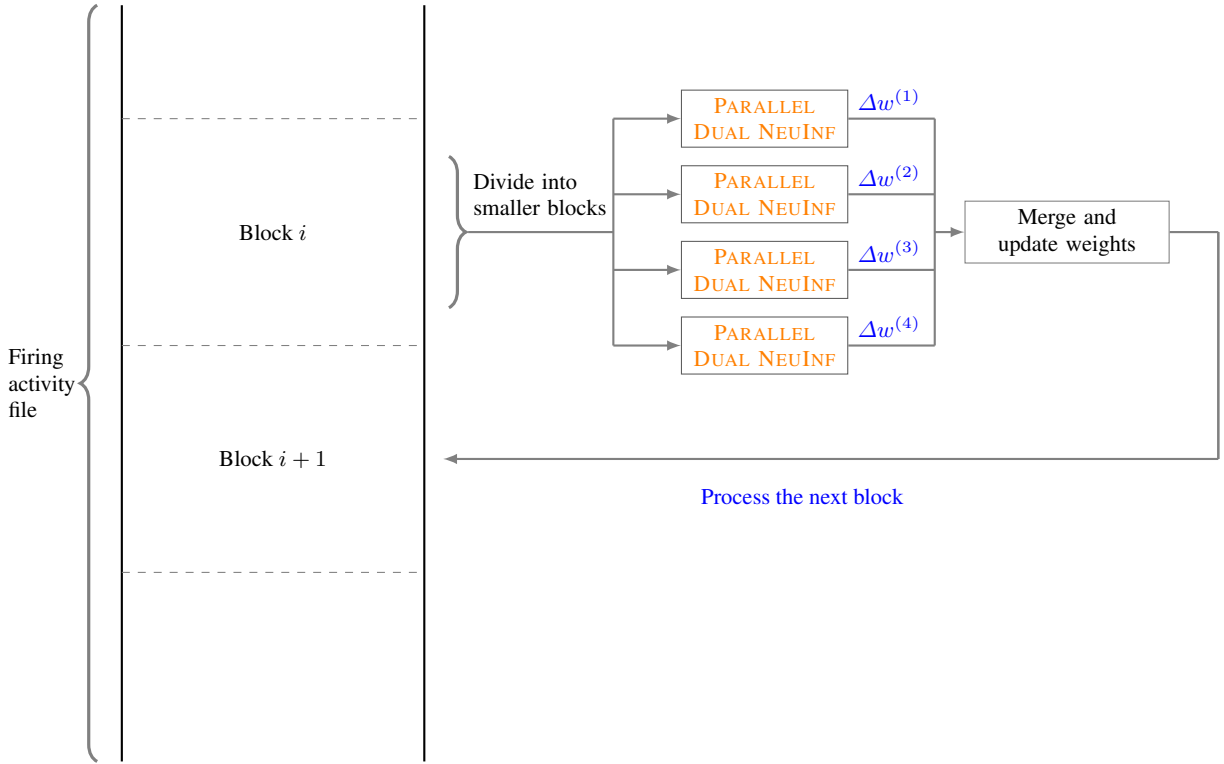 Firing
activity
file
Block i
Block i + 1
Divide into
smaller blocks
PARALLEL
DUAL NEUINF
Δw(1)
PARALLEL
DUAL NEUINF
Δw(2)
PARALLEL
DUAL NEUINF
Δw(3)
PARALLEL
DUAL NEUINF
Δw(4)
Merge and
update weights
Process the next block